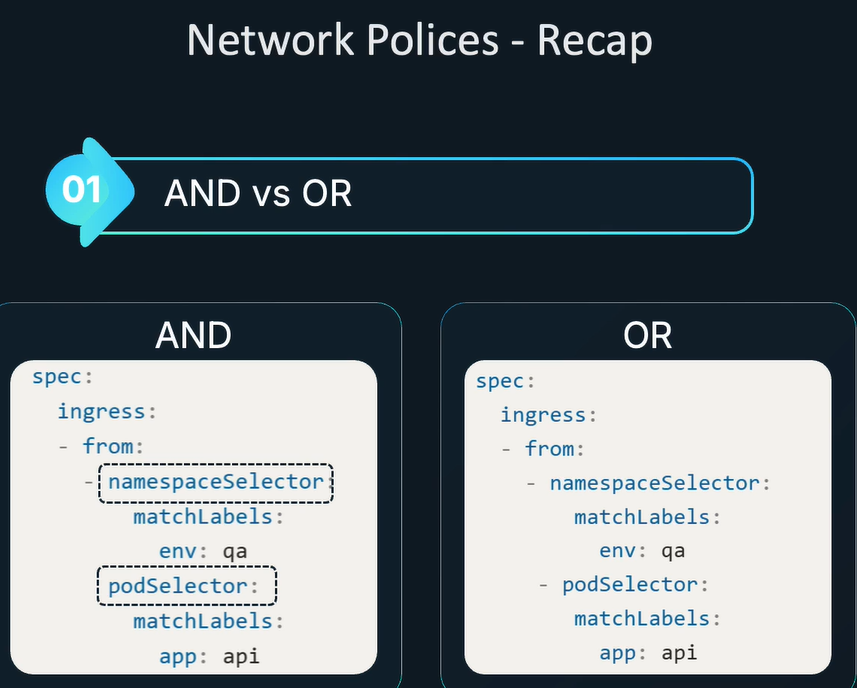 Network Polices - Recap
01
AND vs OR
AND
spec:
  ingress:
  - from:
    - namespaceSelector:
        matchLabels:
          env: qa
      podSelector:
        matchLabels:
          app: api
OR
spec:
  ingress:
  - from:
    - namespaceSelector:
        matchLabels:
          env: qa
     - podSelector:
        matchLabels:
          app: api